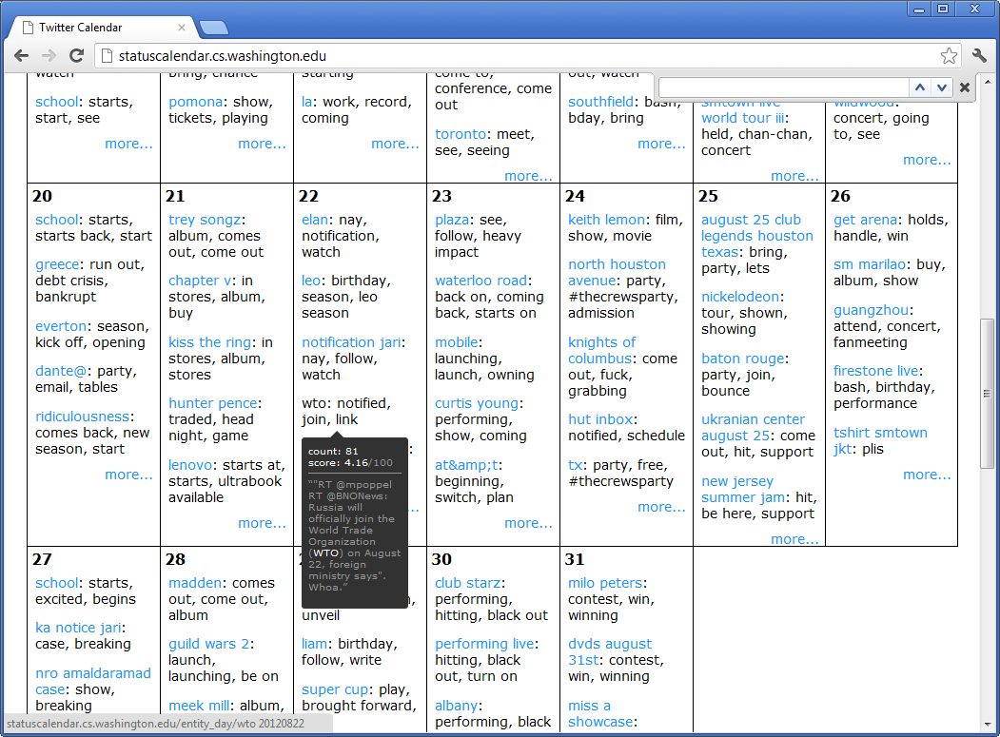 Twitter Calendar
statuscalendar.cs.washington.edu
watch
school: starts,
start, see
more...
bring, chance
pomona: show,
tickets, playing
more...
starting
la: work, record,
coming
more...
come to,
conference, come
out
toronto: meet,
see, seeing
more...
out, watch
southfield: bash,
bday, bring
more...
smtown live
world tour iii:
held, chan-chan,
concert
more...
wildwood:
concert, going
to, see
more...
20
school: starts,
starts back, start
greece: run out,
debt crisis,
bankrupt
everton: season,
kick off, opening
dante@: party,
email, tables
ridiculousness:
comes back, new
season, start
more...
21
trey songz:
album, comes
out, come out
chapter v: in
stores, album,
buy
kiss the ring: in
stores, album,
stores
hunter pence:
traded, head
night, game
lenovo: starts at,
starts, ultrabook
available
more...
22
elan: nay,
notification,
watch
leo: birthday,
season, leo
season
notification jari:
nay, follow,
watch
wto: notified,
join, link
count: 81
score: 4.16/100
""RT @mpoppel
RT @BNONews:
Russia will
officially join the
World Trade
Organization
(WTO) on August
22, foreign
ministry says".
Whoa."
23
plaza: see,
follow, heavy
impact
waterloo road:
back on, coming
back, starts on
mobile:
launching,
launch, owning
curtis young:
performing,
show, coming
at&amp;t:
beginning,
switch, plan
more...
24
keith lemon: film,
show, movie
north houston
avenue: party,
#thecrewsparty,
admission
knights of
columbus: come
out, fuck,
grabbing
hut inbox:
notified, schedule
tx: party, free,
#thecrewsparty
more...
25
august 25 club
legends houston
texas: bring,
party, lets
nickelodeon:
tour, shown,
showing
baton rouge:
party, join,
bounce
ukranian center
august 25: come
out, hit, support
new jersey
summer jam: hit,
be here, support
more...
26
get arena: holds,
handle, win
sm marilao: buy,
album, show
guangzhou:
attend, concert,
fanmeeting
firestone live:
bash, birthday,
performance
tshirt smtown
jkt: plis
more...
27
school: starts,
excited, begins
ka notice jari:
case, breaking
nro amaldaramad
case: show,
breaking
28
madden: comes
out, come out,
album
guild wars 2:
launch,
launching, be on
meek mill: album,
unveil
liam: birthday,
follow, write
super cup: play,
brought forward,
30
club starz:
performing,
hitting, black out
performing live:
hitting, black
out, turn on
albany:
performing, black
31
milo peters:
contest, win,
winning
dvds august
31st: contest,
win, winning
miss a
showcase:
statuscalendar.cs.washington.edu/entity_day/wto 20120822